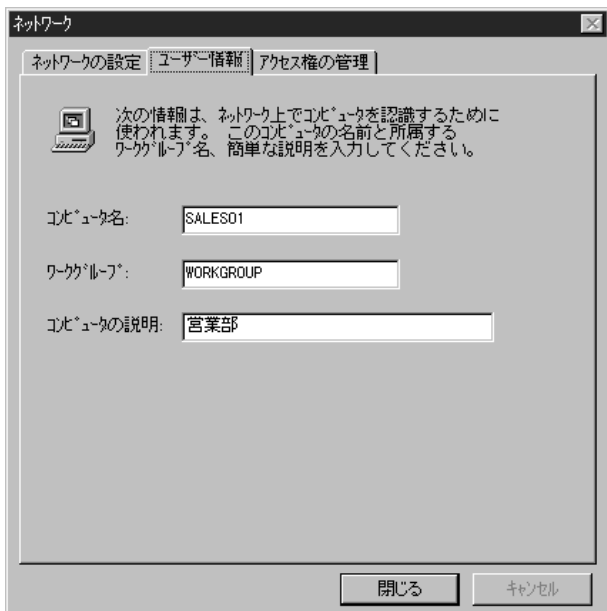 ネットワーク
ネットワークの設定 ユーザー情報 アクセス権の管理
次の情報は、ネットワーク上でコンピュータを認識するために
使われます。 このコンピュータの名前と所属する
ワークグループ名、簡単な説明を入力してください。
コンピュータ名: SALES01
ワークグループ: WORKGROUP
コンピュータの説明: 営業部
閉じる キャンセル